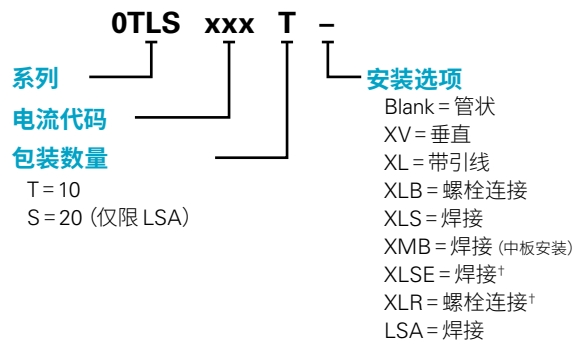 0TLS xxx T –
系列
电流代码
包装数量
T = 10
S = 20 (仅限 LSA)
安装选项
Blank = 管状
XV = 垂直
XL = 带引线
XLB = 螺栓连接
XLS = 焊接
XMB = 焊接 (中板安装)
XLSE = 焊接†
XLR = 螺栓连接†
LSA = 焊接